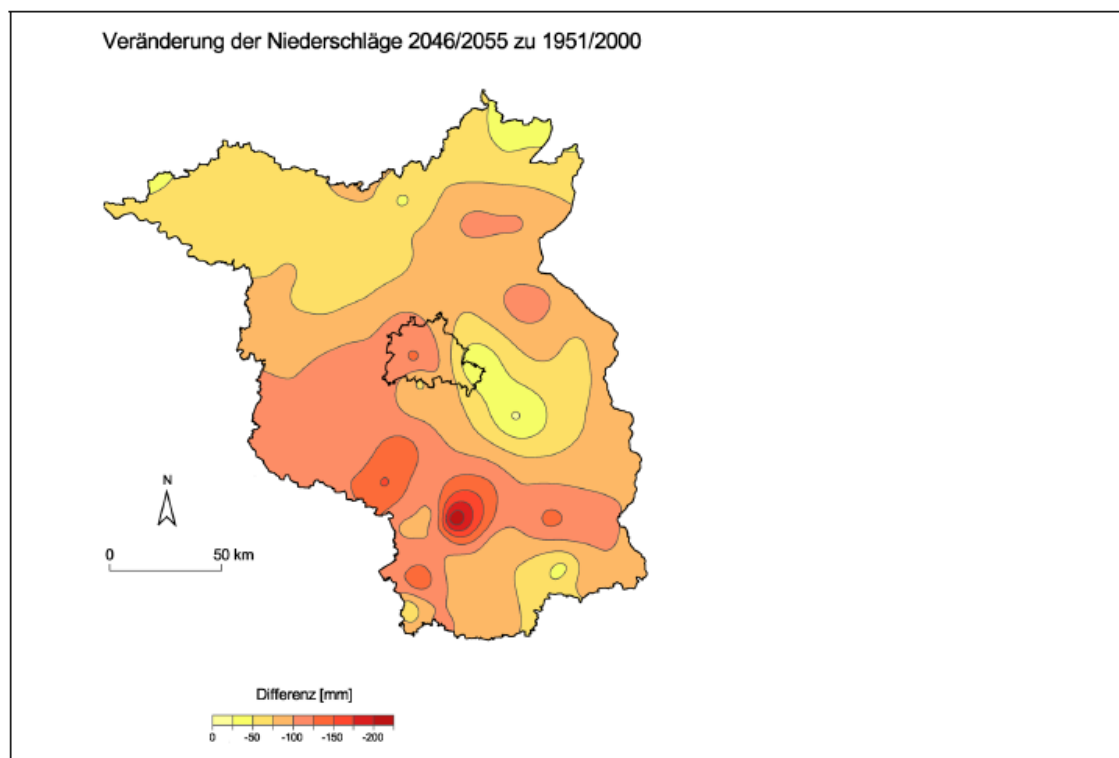 Veränderung der Niederschläge 2046/2055 zu 1951/2000
N
0 50 km
Differenz [mm]
0 -50 -100 -150 -200